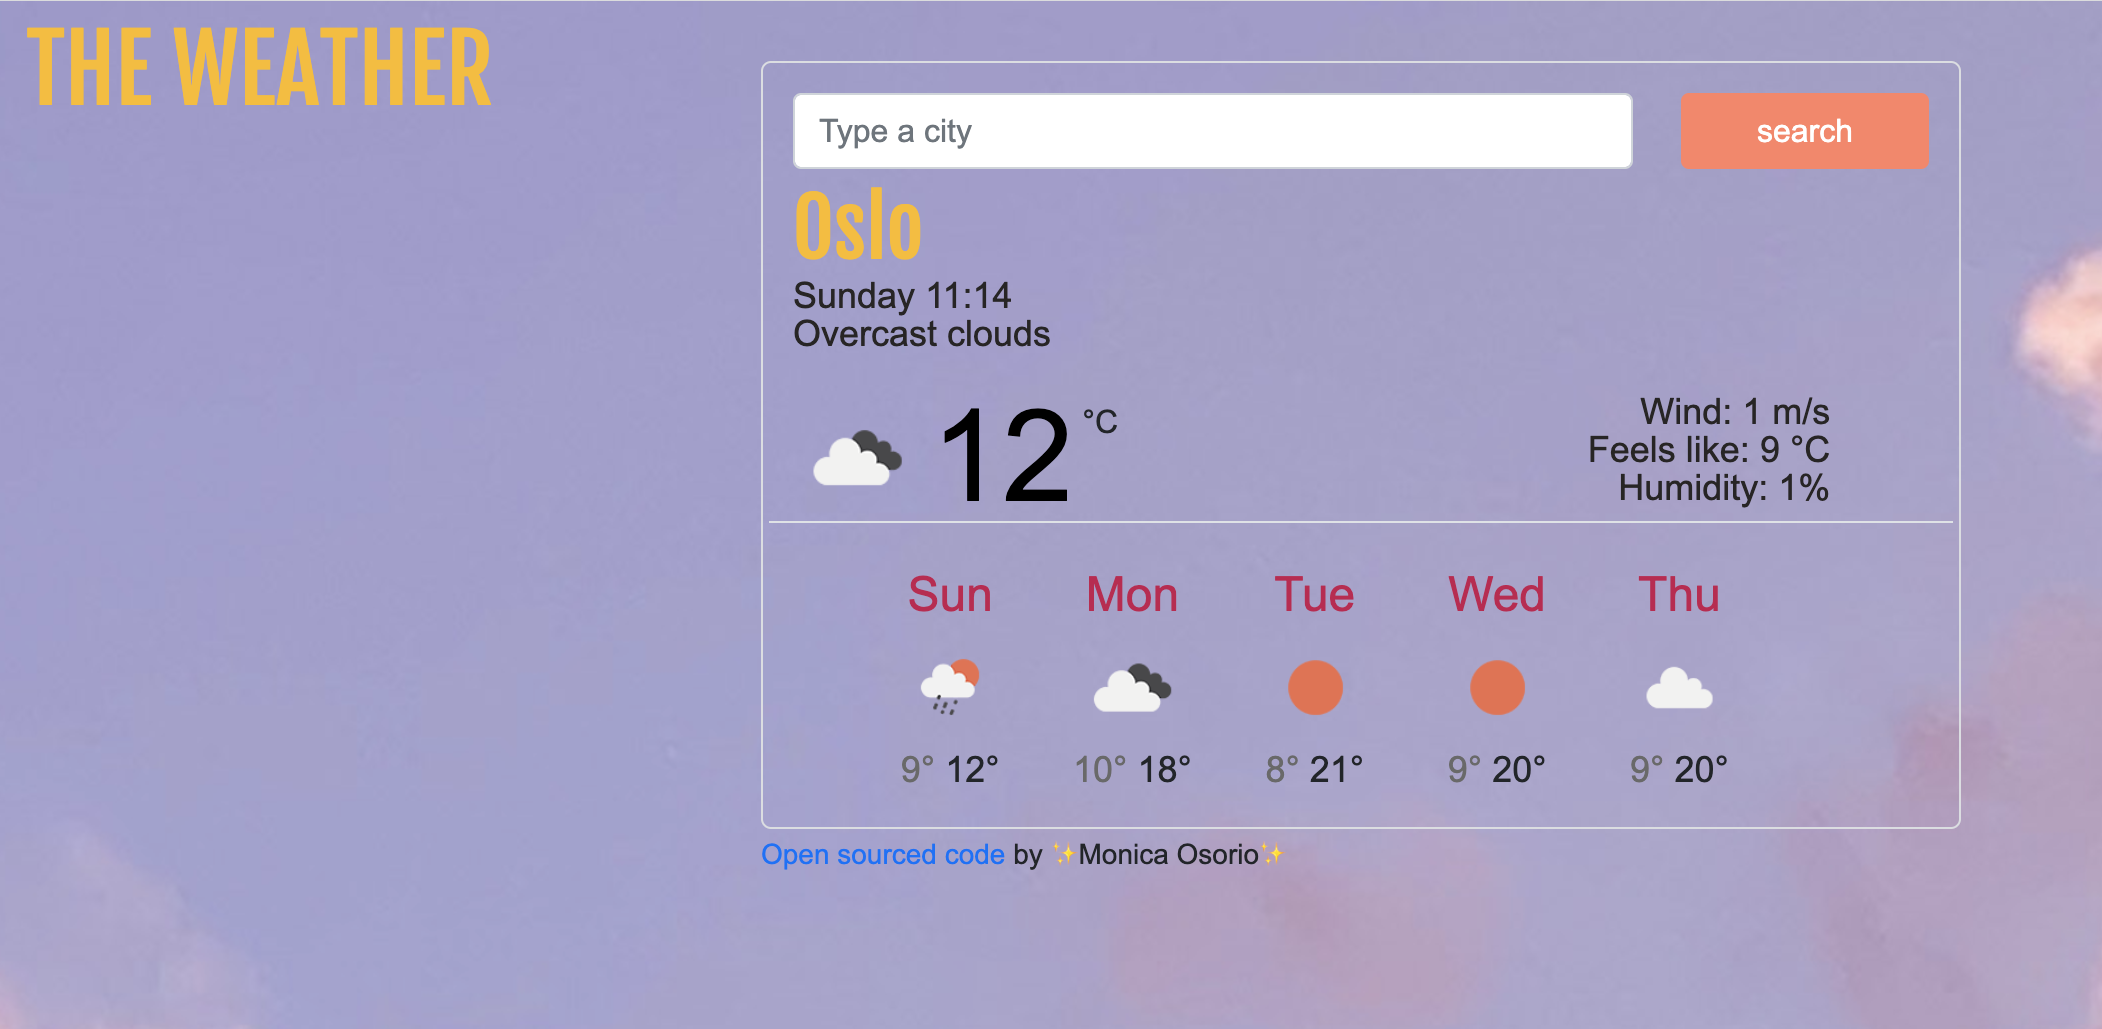 THE WEATHER
Type a city
search
Oslo
Sunday 11:14
Overcast clouds
12 °C
Wind: 1 m/s
Feels like: 9 °C
Humidity: 1%
Sun Mon Tue Wed Thu
9° 12° 10° 18° 8° 21° 9° 20° 9° 20°
Open sourced code by ✨Monica Osorio✨